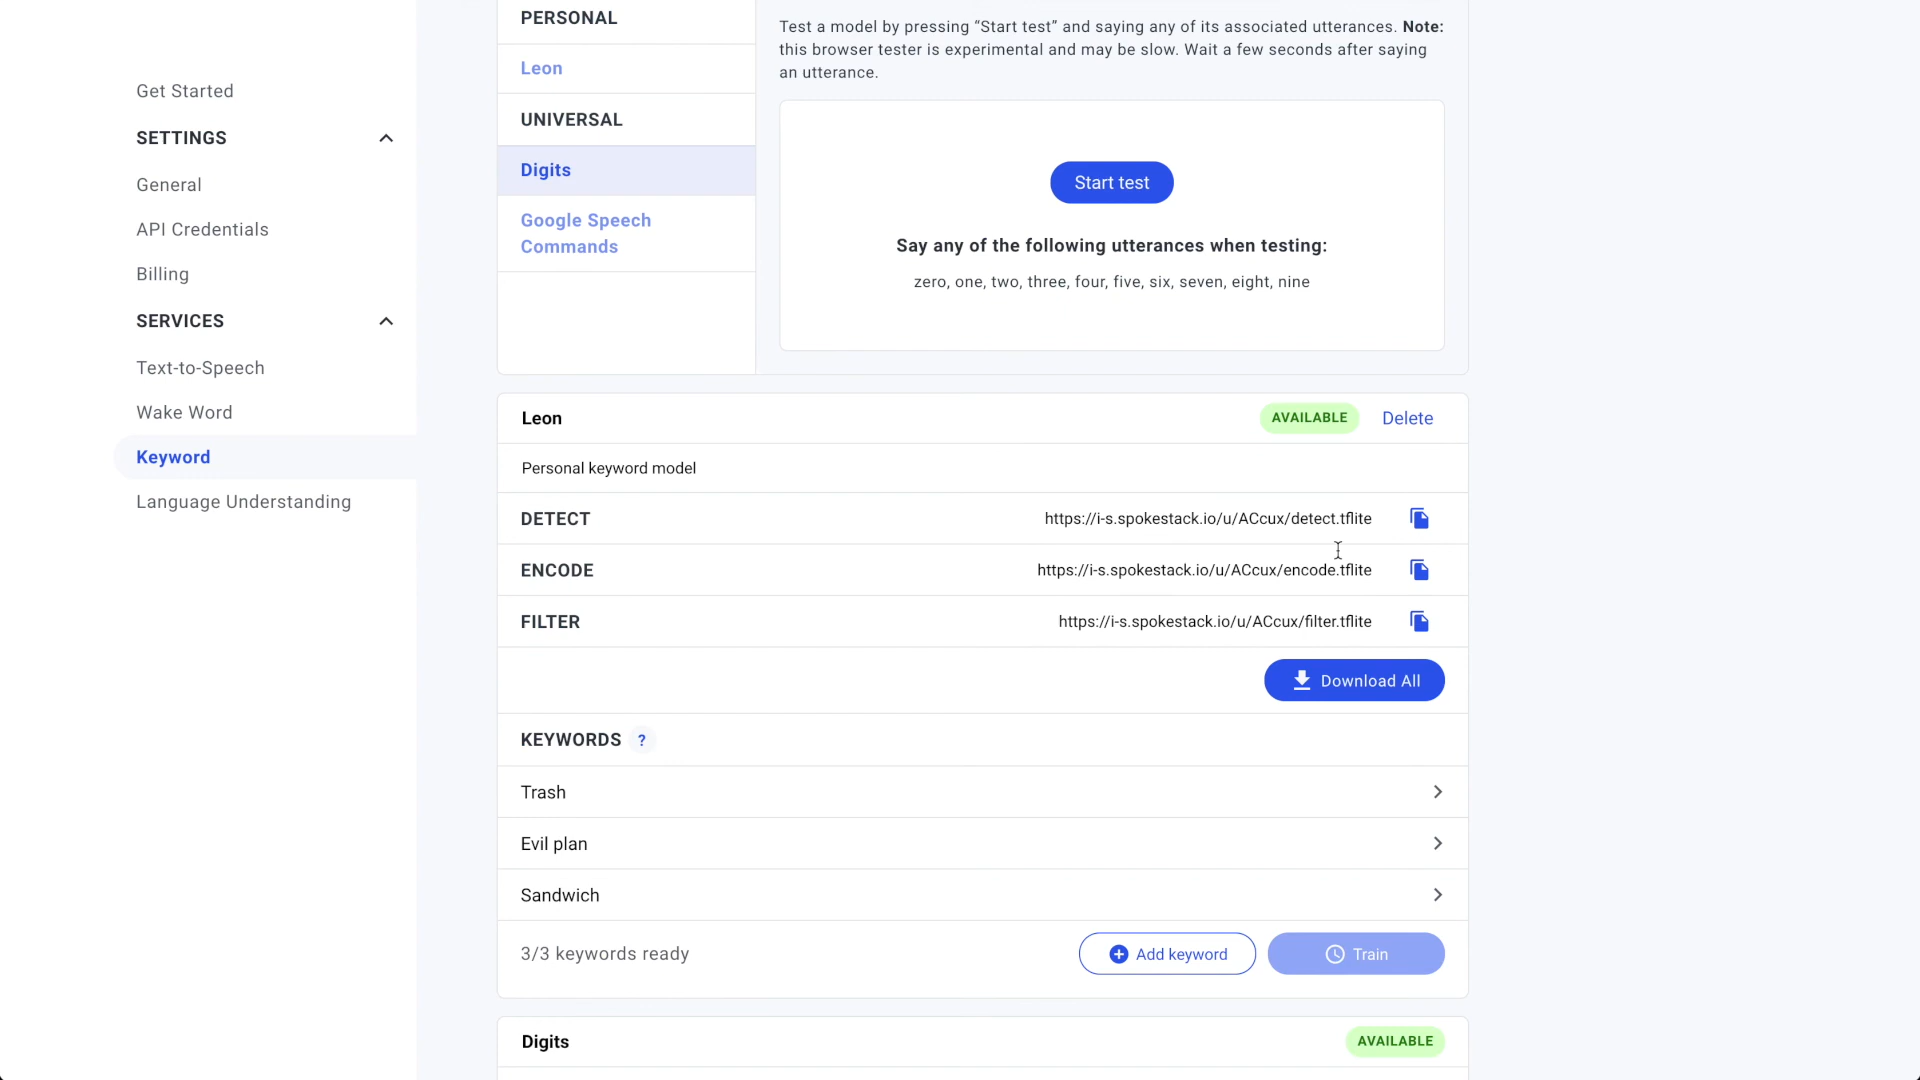 Get Started
SETTINGS
General
API Credentials
Billing
SERVICES
Text-to-Speech
Wake Word
Keyword
Language Understanding
PERSONAL
Leon
UNIVERSAL
Digits
Google Speech
Commands
Test a model by pressing “Start test” and saying any of its associated utterances. Note:
this browser tester is experimental and may be slow. Wait a few seconds after saying
an utterance.
Start test
Say any of the following utterances when testing:
zero, one, two, three, four, five, six, seven, eight, nine
Leon AVAILABLE Delete
Personal keyword model
DETECT https://i-s.spokestack.io/u/ACcux/detect.tflite
ENCODE https://i-s.spokestack.io/u/ACcux/encode.tflite
FILTER https://i-s.spokestack.io/u/ACcux/filter.tflite
Download All
KEYWORDS ?
Trash
Evil plan
Sandwich
3/3 keywords ready Add keyword Train
Digits AVAILABLE